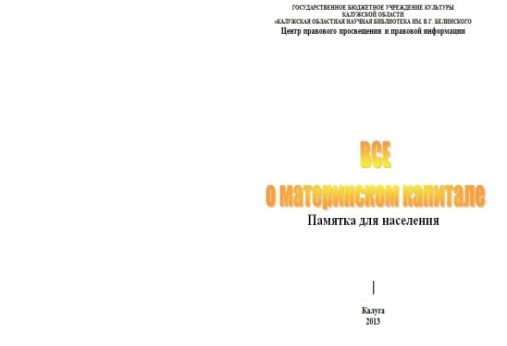 ГОСУДАРСТВЕННОЕ БЮДЖЕТНОЕ УЧРЕЖДЕНИЕ КУЛЬТУРЫ
КАЛУЖСКОЙ ОБЛАСТИ
«КАЛУЖСКАЯ ОБЛАСТНАЯ НАУЧНАЯ БИБЛИОТЕКА ИМ. В.Г. БЕЛИНСКОГО
Центр правового просвещения и правовой информации
ВСЕ
о материнском капитале
Памятка для населения
Калуга
2013